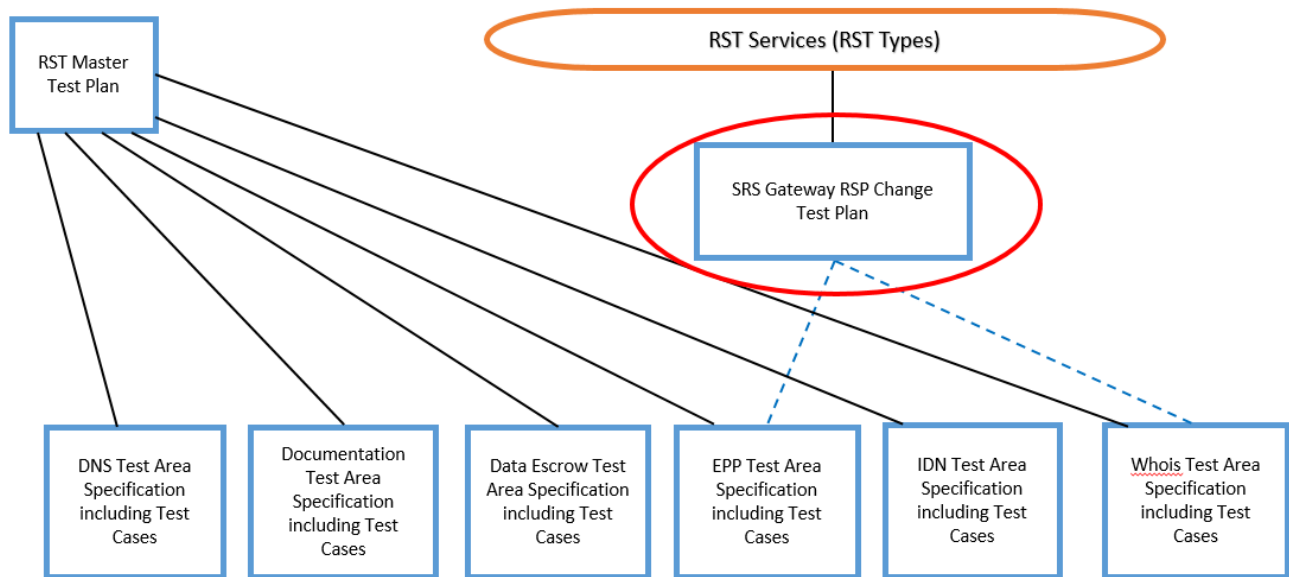 RST Services (RST Types)
RST Master
Test Plan
SRS Gateway RSP Change
Test Plan
DNS Test Area
Specification
including Test
Cases
Documentation
Test Area
Specification
including Test
Cases
Data Escrow Test
Area Specification
including Test
Cases
EPP Test Area
Specification
including Test
Cases
IDN Test Area
Specification
including Test
Cases
Whois Test Area
Specification
including Test
Cases